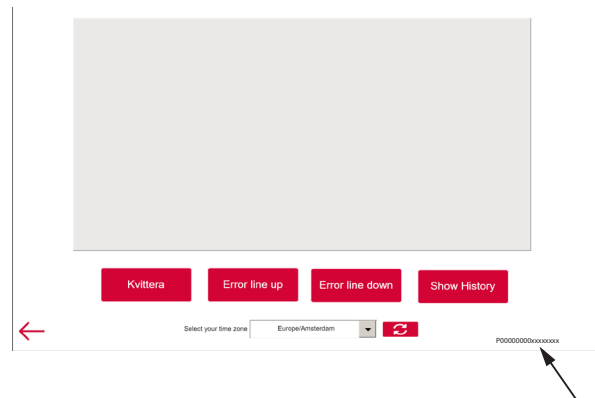 Kvittera Error line up Error line down Show History
Select your time zone Europe/Amsterdam
P00000000xxxxxxxx